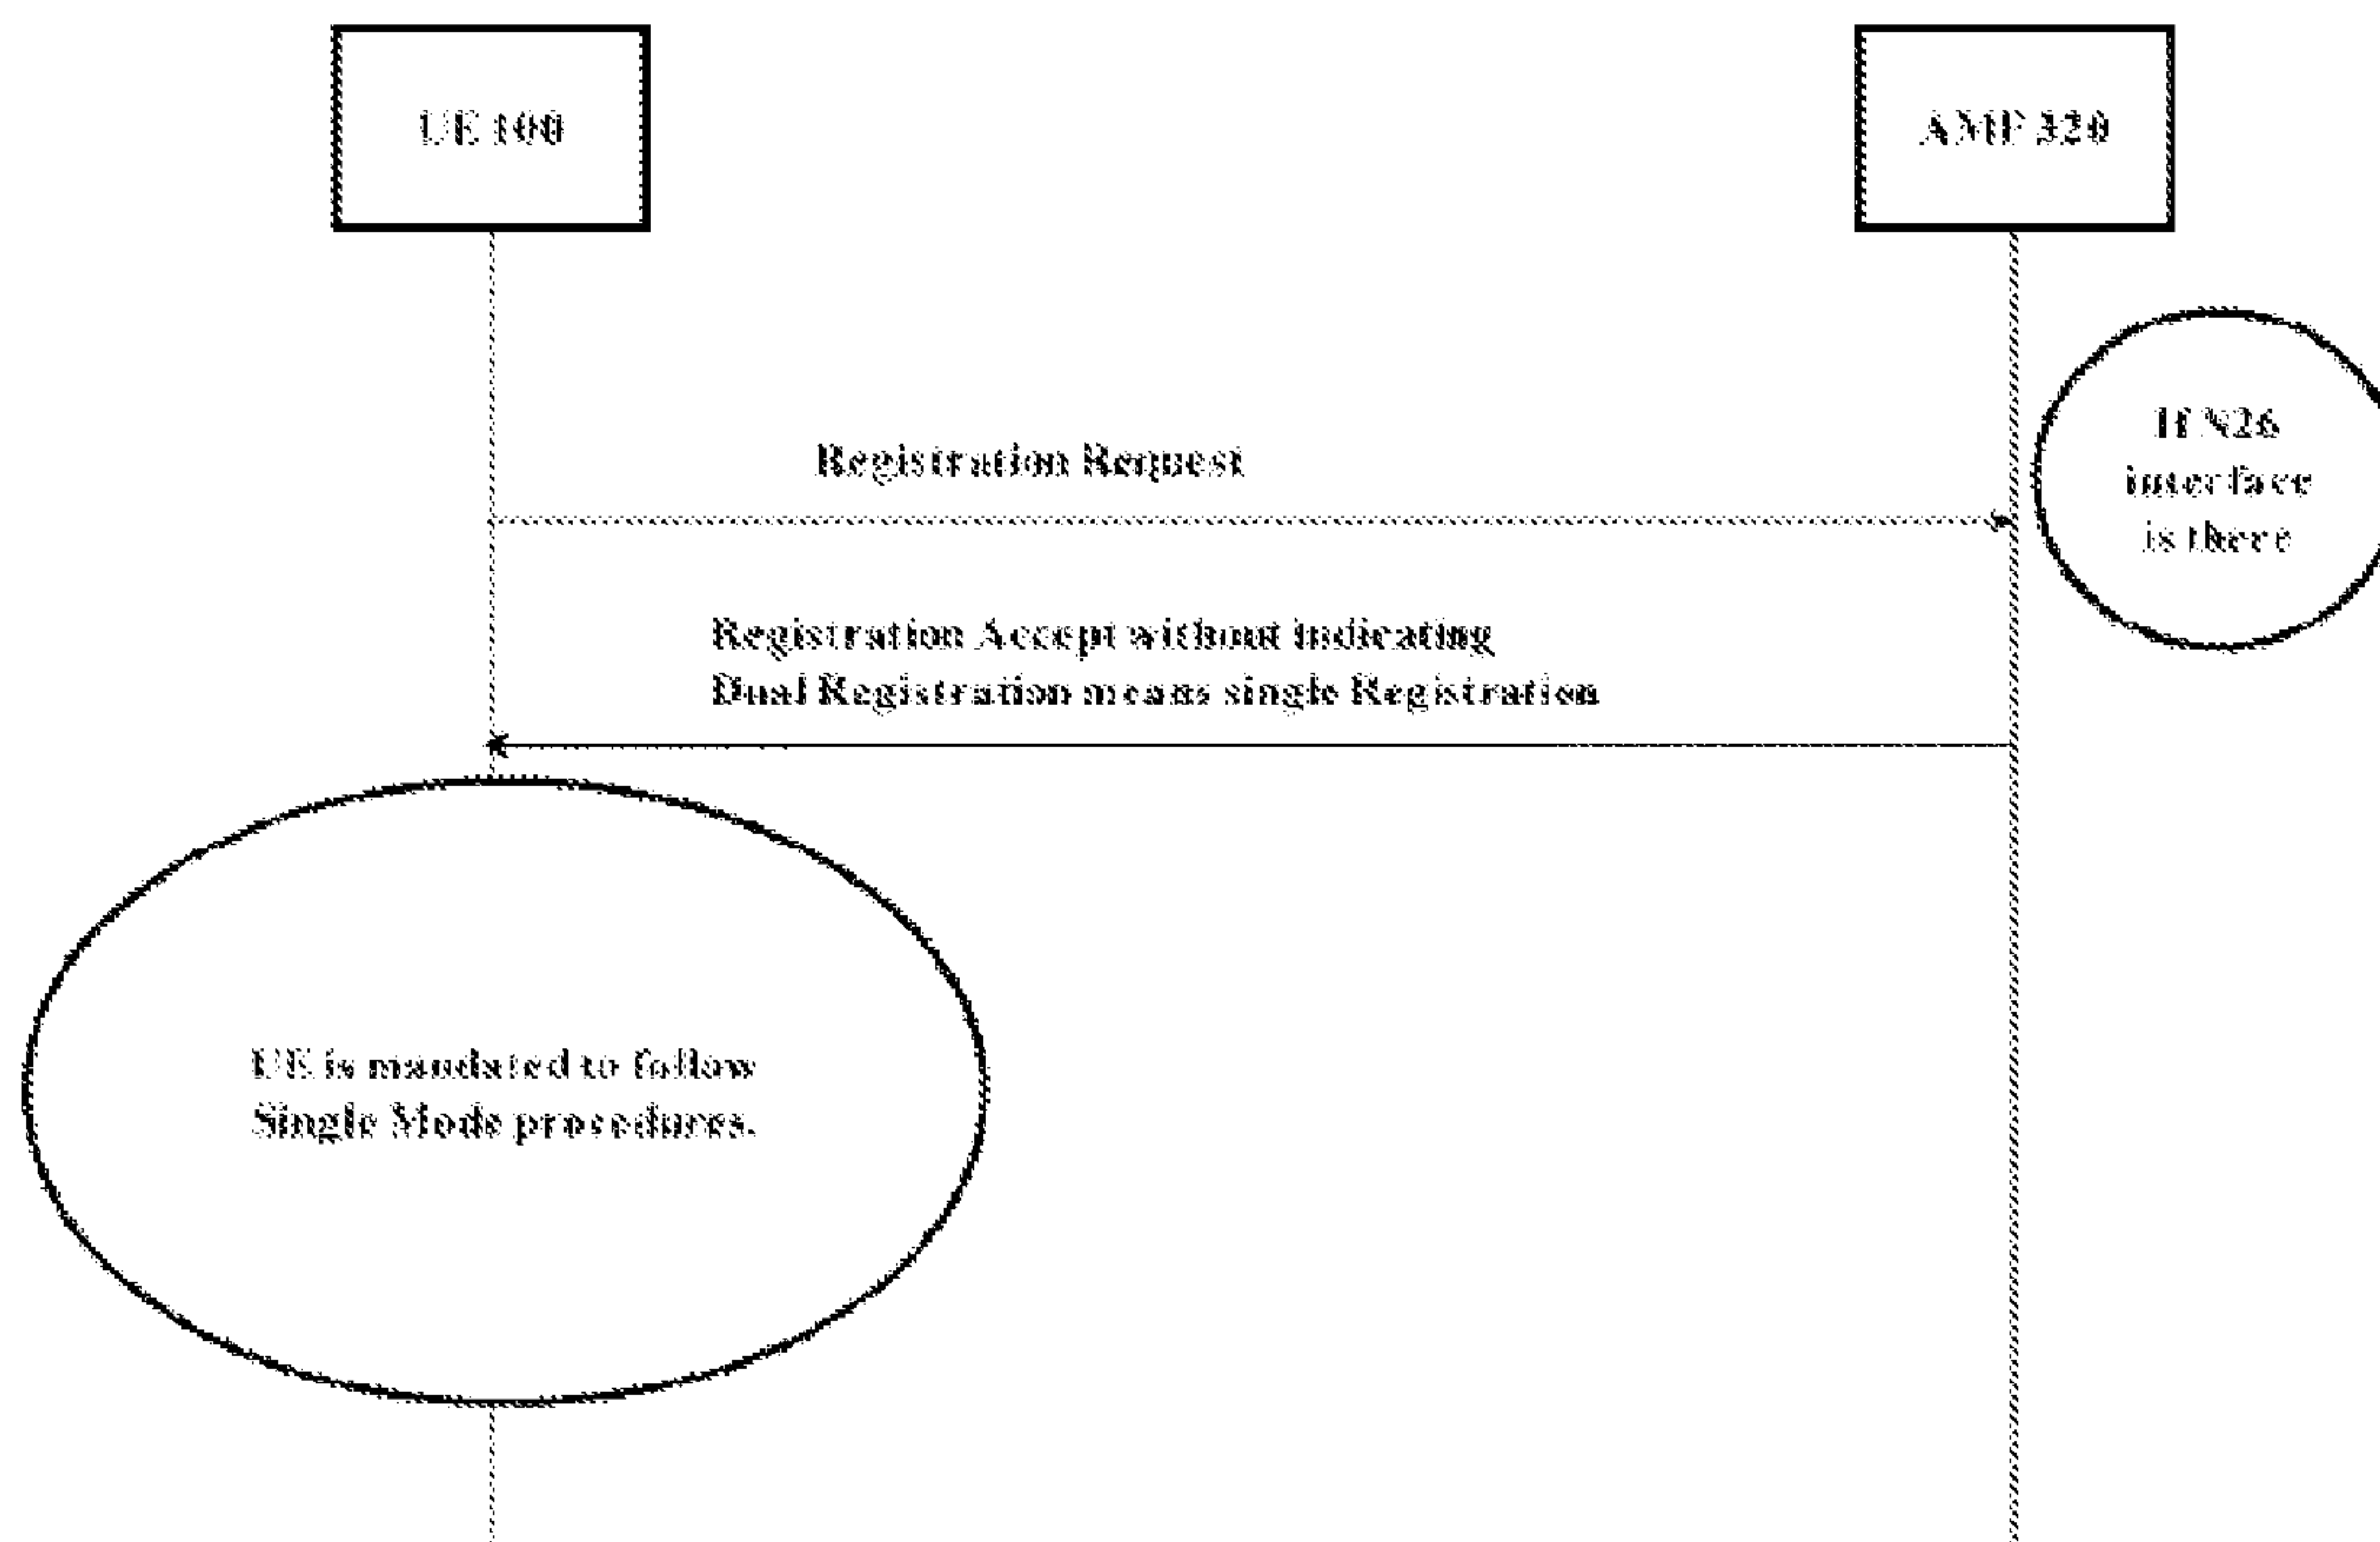 UE 100
AMF 320
If N26
interface
is there
Registration Request
Registration Accept without indicating
Dual Registration means single Registration
UE is mandated to follow
Single Mode procedures.